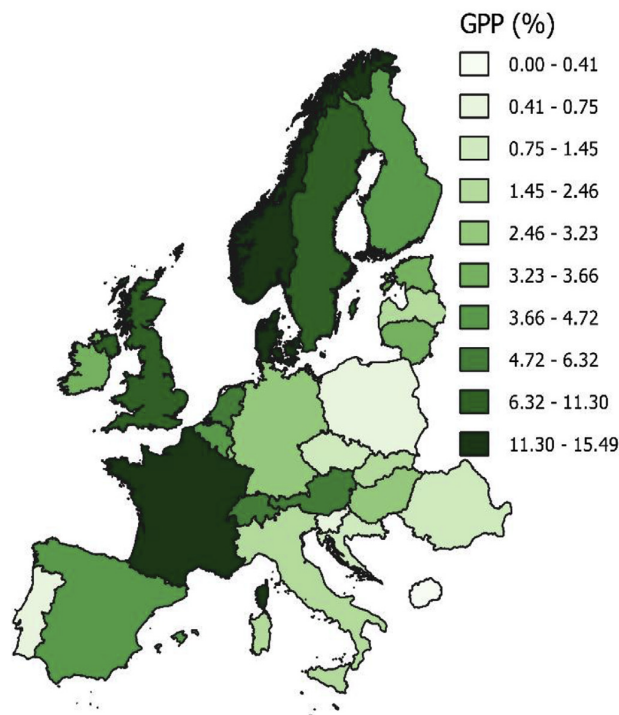 GPP (%)
0.00 - 0.41
0.41 - 0.75
0.75 - 1.45
1.45 - 2.46
2.46 - 3.23
3.23 - 3.66
3.66 - 4.72
4.72 - 6.32
6.32 - 11.30
11.30 - 15.49